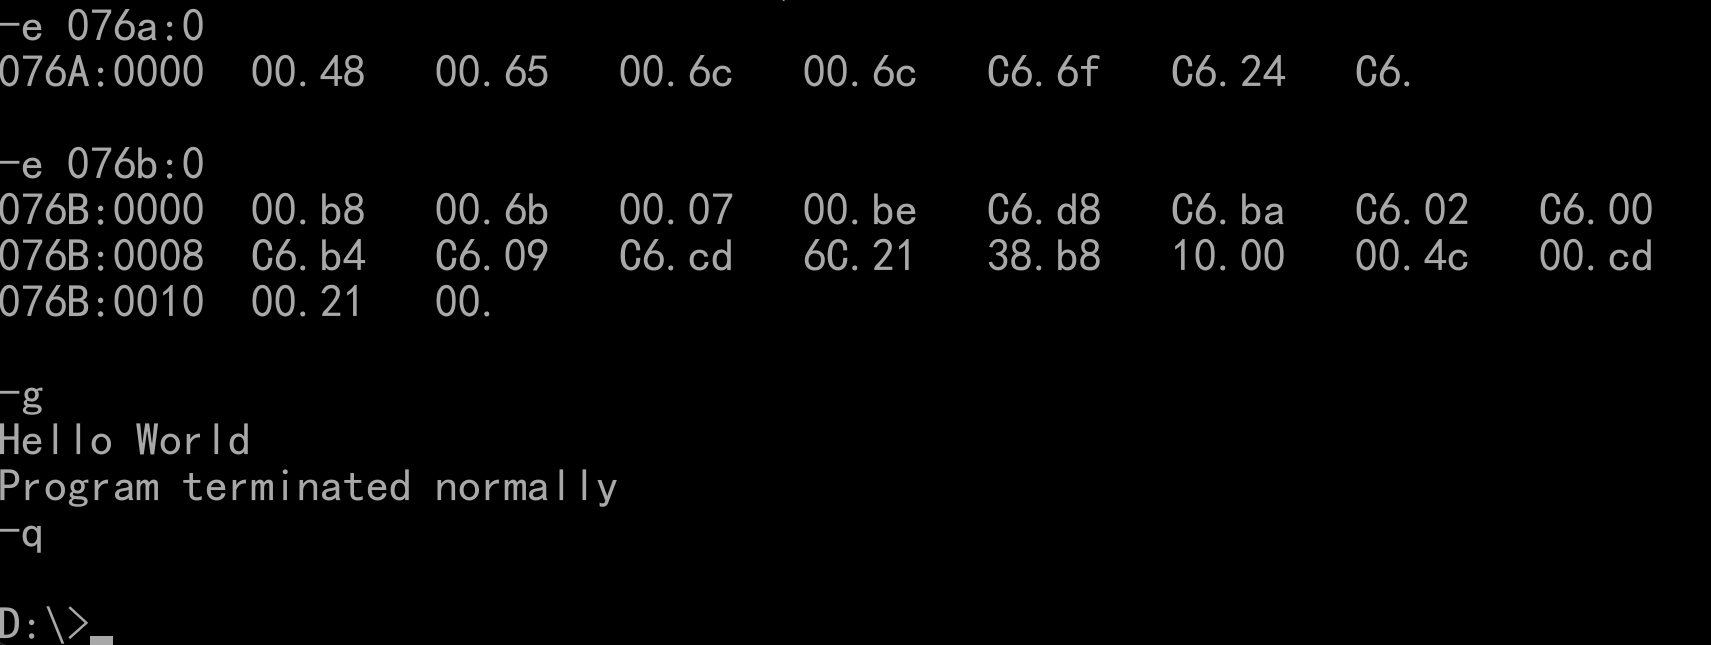 -e 076a:0
076A:0000  00.48   00.65   00.6c   00.6c   C6.6f   C6.24   C6.
-e 076b:0
076B:0000  00.b8   00.6b   00.07   00.be   C6.d8   C6.ba   C6.02   C6.00
076B:0008  C6.b4   C6.09   C6.cd   6C.21   38.b8   10.00   00.4c   00.cd
076B:0010  00.21   00.
-g
Hello World
Program terminated normally
-q
D:\>